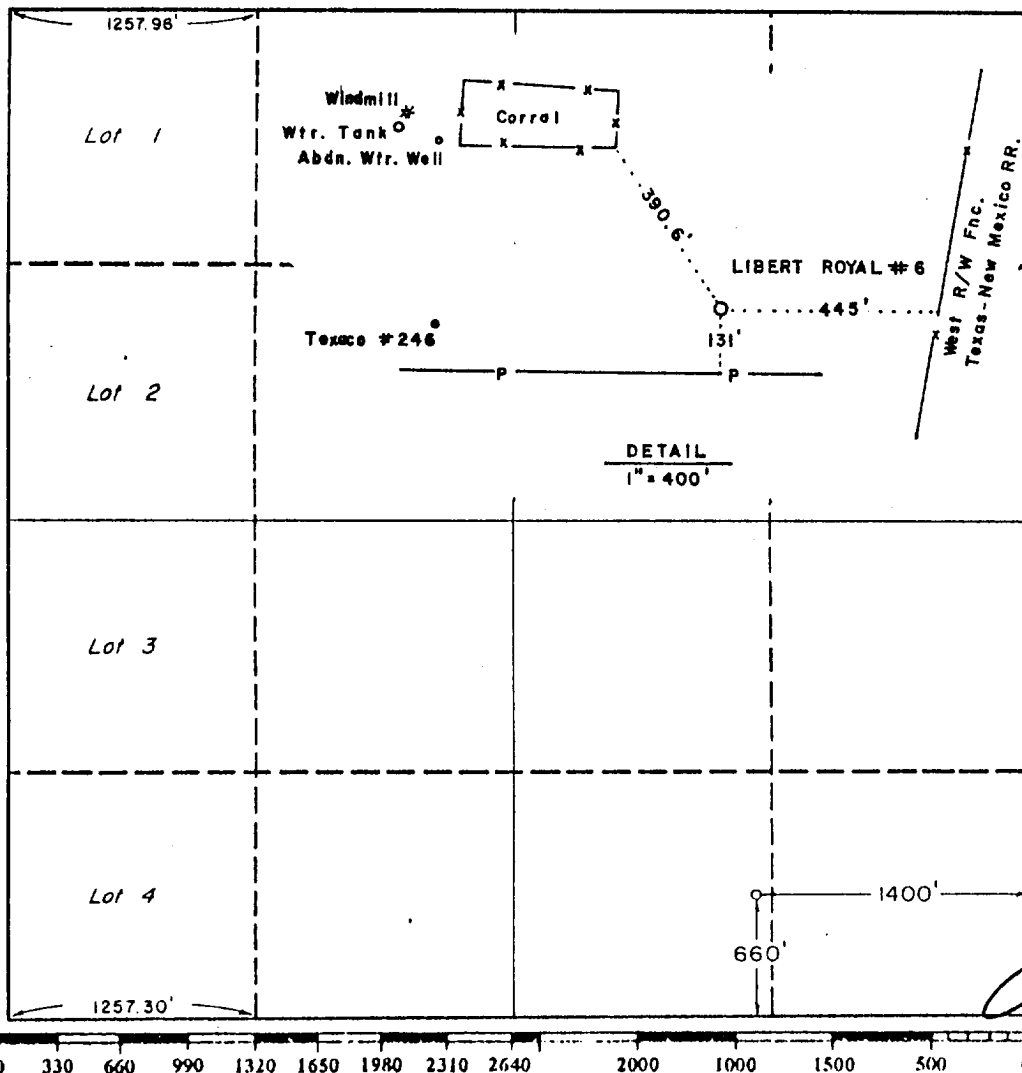 1257.96'
Lot 1
Windmill
Wtr. Tank
Abdn. Wtr. Well
Corral
390.6'
LIBERT ROYAL #6
445'
131'
West R/W Fnc.
Texas-New Mexico RR.
Texaco #246
P P
Lot 2
DETAIL
1" = 400'
Lot 3
Lot 4
1400'
660'
1257.30'
0 330 660 990 1320 1650 1980 2310 2640 2000 1000 1500 500